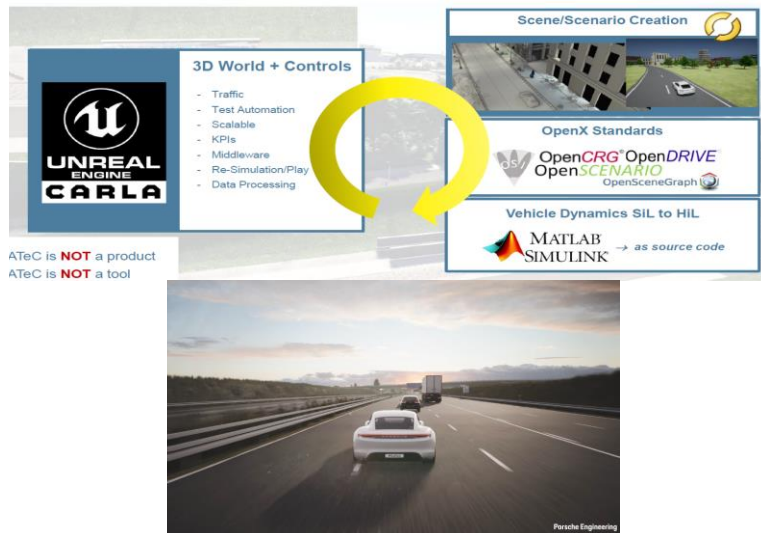 3D World + Controls
- Traffic
- Test Automation
- Scalable
- KPIs
- Middleware
- Re-Simulation/Play
- Data Processing
UNREAL
ENGINE
CARLA
ATeC is NOT a product
ATeC is NOT a tool
Scene/Scenario Creation
OpenX Standards
OpenCRG® OpenDRIVE
OpenSCENARIO
OpenSceneGraph
Vehicle Dynamics SiL to HiL
MATLAB
SIMULINK® → as source code
Porsche Engineering